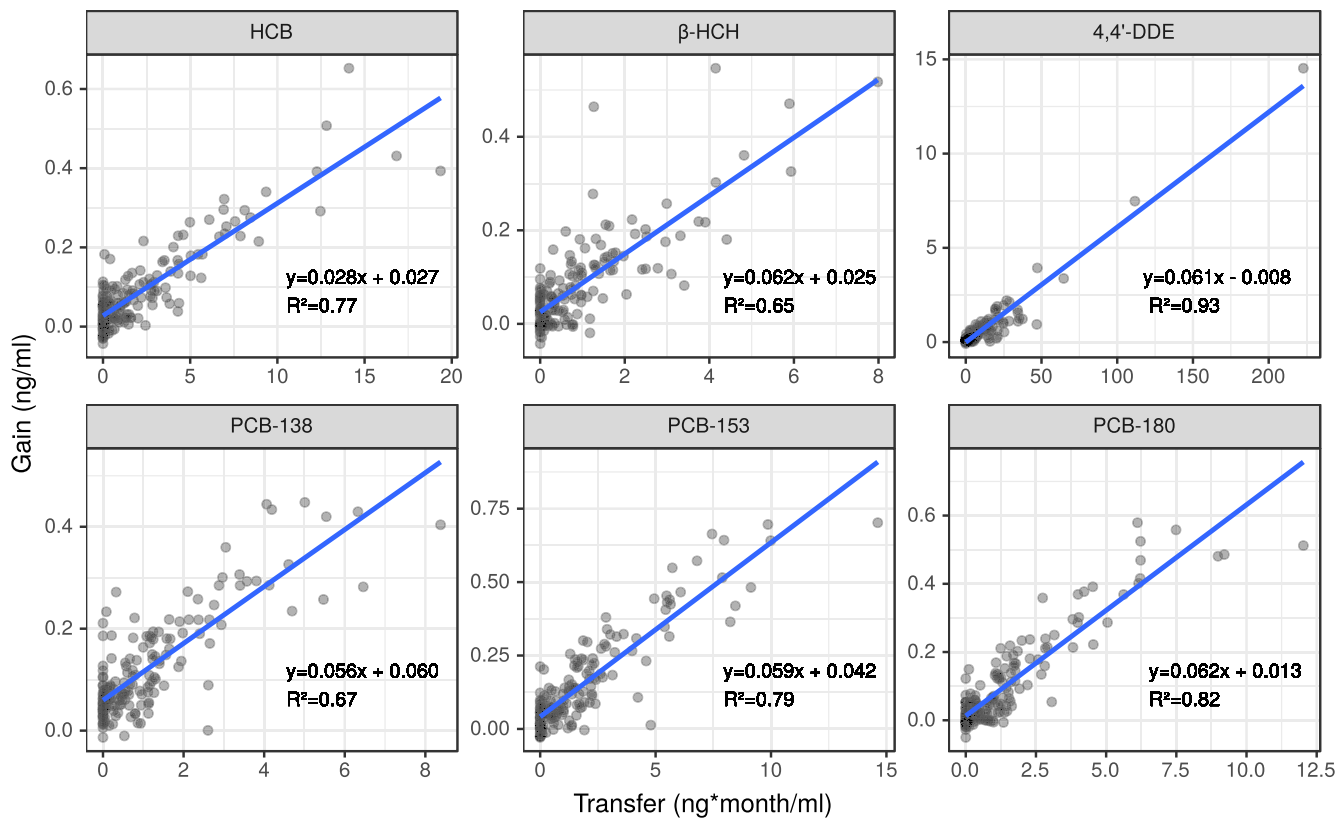 HCB
β-HCH
4,4'-DDE
0.6
0.4
0.2
0.0
y=0.028x + 0.027
R²=0.77
0 5 10 15 20
0.4
0.2
0.0
y=0.062x + 0.025
R²=0.65
0 2 4 6 8
15
10
5
0
y=0.061x - 0.008
R²=0.93
0 50 100 150 200
Gain (ng/ml)
PCB-138
PCB-153
PCB-180
0.4
0.2
0.0
y=0.056x + 0.060
R²=0.67
0 2 4 6 8
0.75
0.50
0.25
0.00
y=0.059x + 0.042
R²=0.79
0 5 10 15
0.6
0.4
0.2
0.0
y=0.062x + 0.013
R²=0.82
0.0 2.5 5.0 7.5 10.0 12.5
Transfer (ng*month/ml)